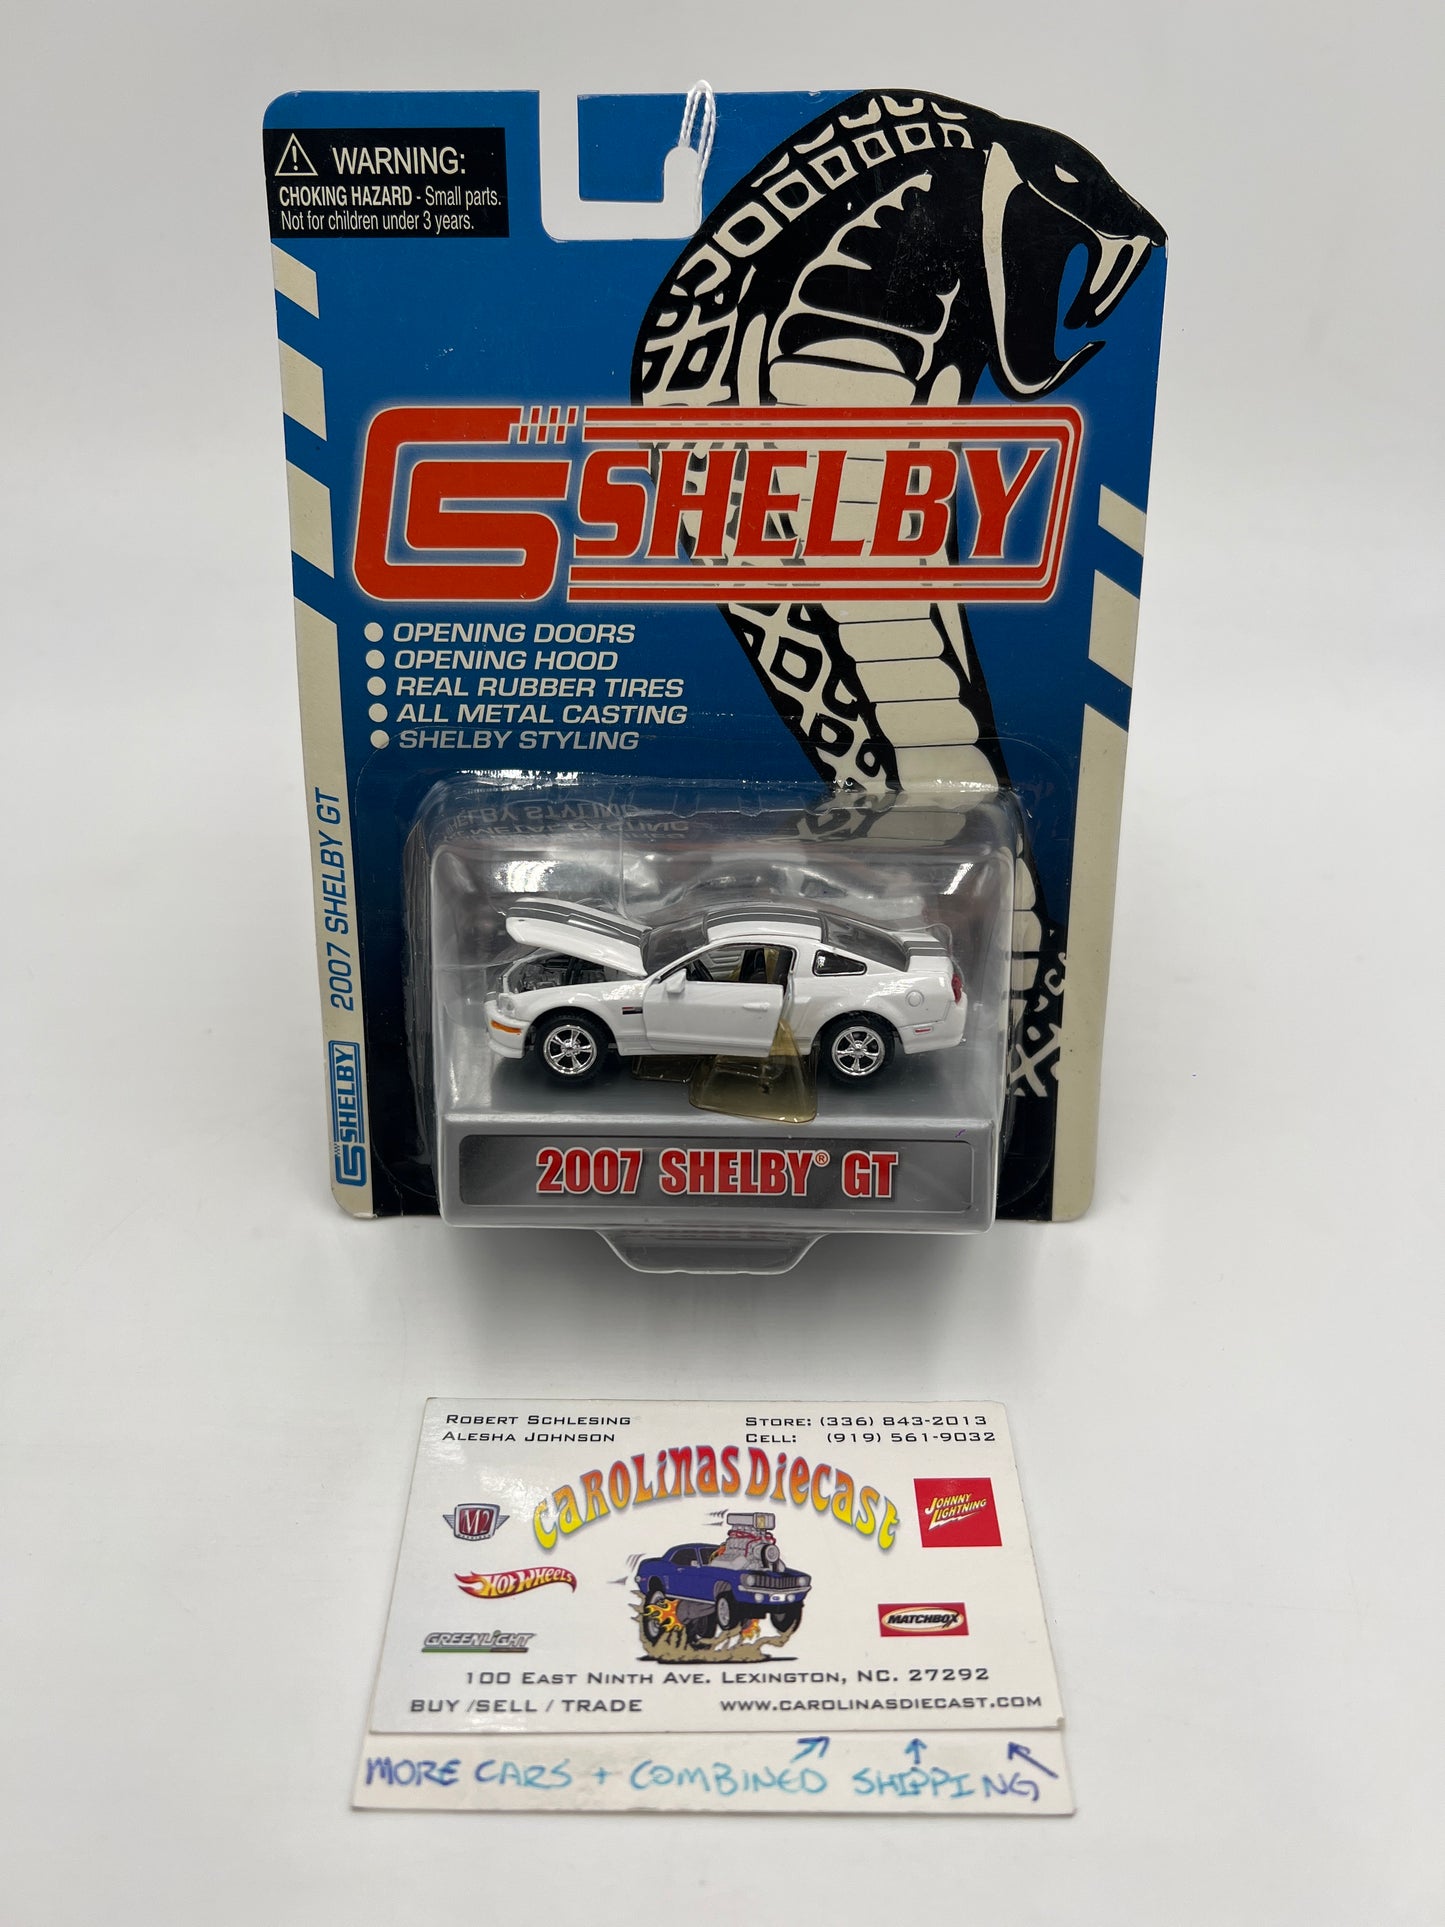 WARNING:
CHOKING HAZARD - Small parts.
Not for children under 3 years.
SHELBY
OPENING DOORS
OPENING HOOD
REAL RUBBER TIRES
ALL METAL CASTING
SHELBY STYLING
2007 SHELBY GT
SHELBY
2007 SHELBY® GT
ROBERT SCHLESING
ALESHA JOHNSON
STORE: (336) 843-2013
CELL: (919) 561-9032
CAROLINAS DIECAST
M2
JOHNNY LIGHTNING
HOT WHEELS
MATCHBOX
GREENLIGHT
100 EAST NINTH AVE. LEXINGTON, NC. 27292
BUY /SELL / TRADE WWW.CAROLINASDIECAST.COM
MORE CARS + COMBINED SHIPPING